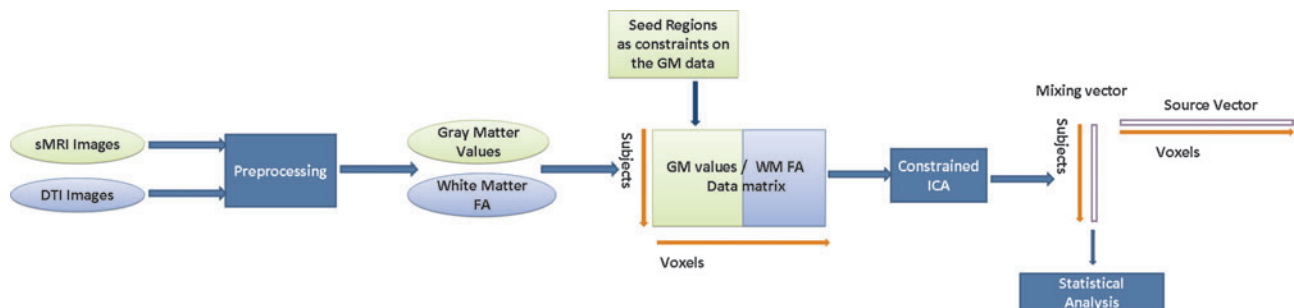 Seed Regions
as constraints on
the GM data
sMRI Images
DTI Images
Preprocessing
Gray Matter
Values
White Matter
FA
Subjects
GM values / WM FA
Data matrix
Voxels
Constrained
ICA
Mixing vector
Subjects
Source Vector
Voxels
Statistical
Analysis